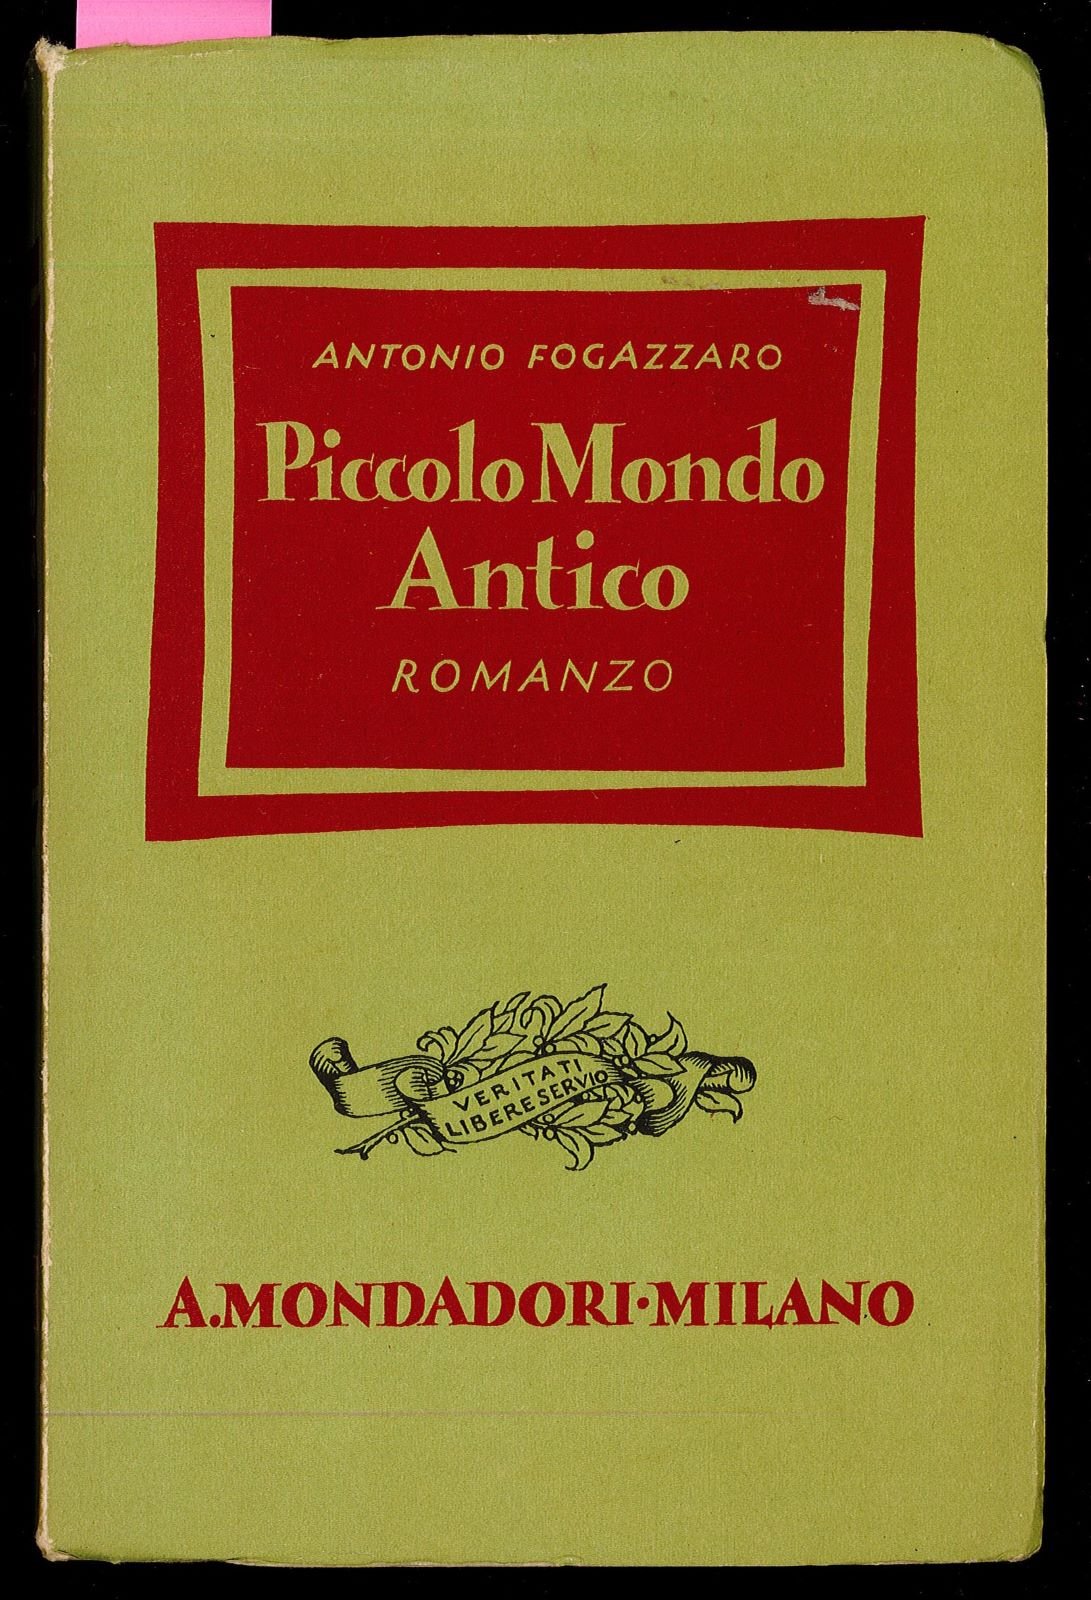 ANTONIO FOGAZZARO
Piccolo Mondo
Antico
ROMANZO
VERITATI
LIBERE SERVIO
A. MONDADORI · MILANO